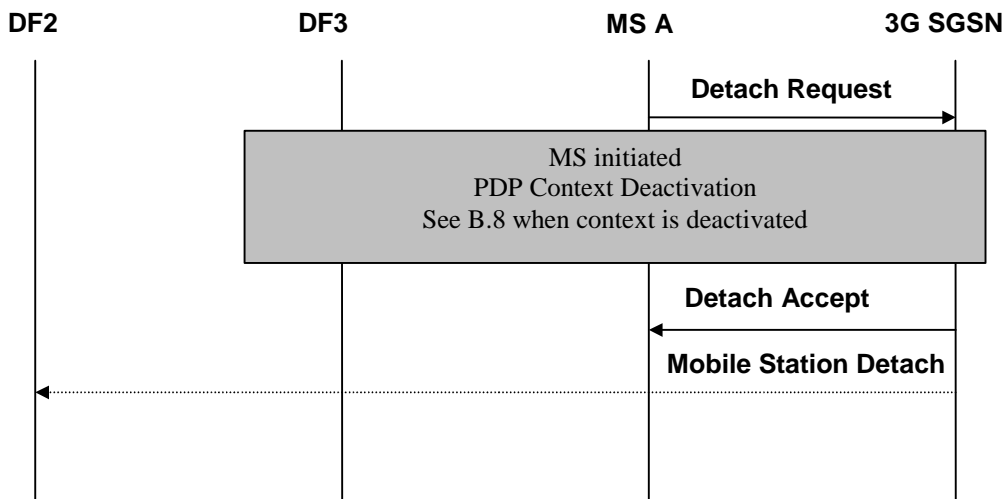 DF2
DF3
MS A
3G SGSN
Detach Request
MS initiated
PDP Context Deactivation
See B.8 when context is deactivated
Detach Accept
Mobile Station Detach